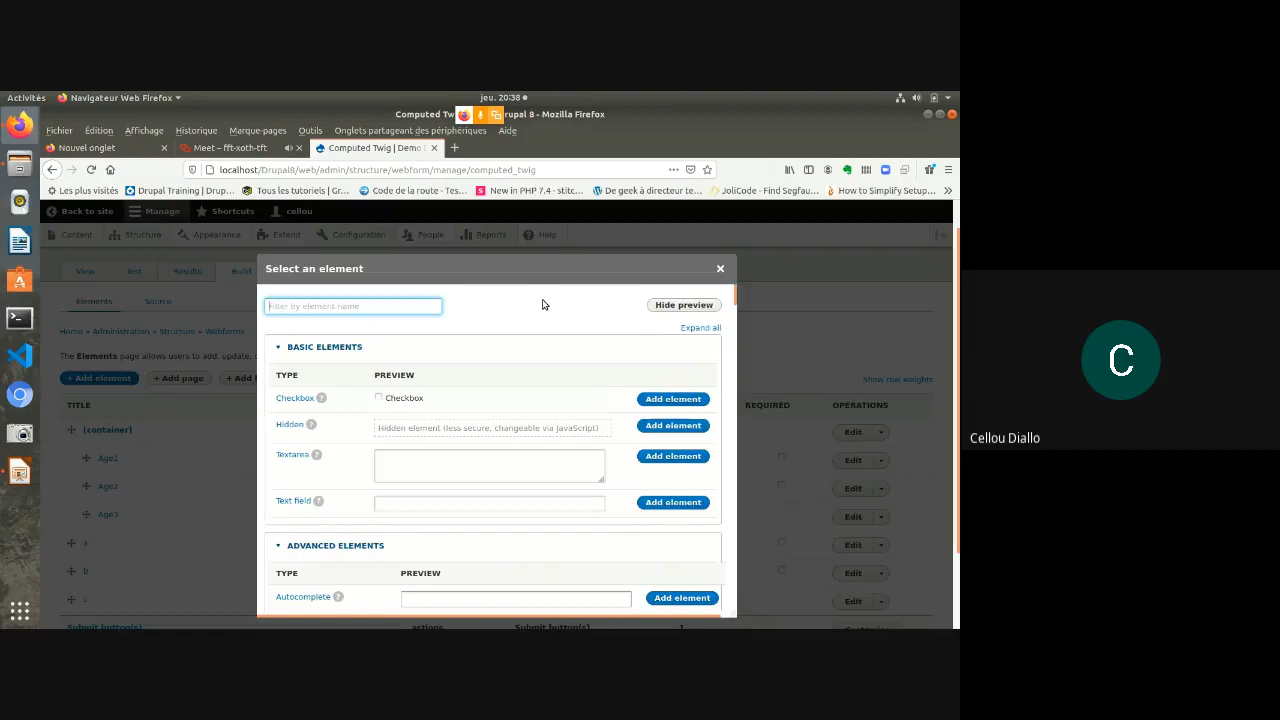 Activités
Navigateur Web Firefox
jeu. 20:38
Computed Tw
rupal 8 - Mozilla Firefox
Fichier Édition Affichage Historique Marque-pages Outils Onglets partageant des périphériques Aide
Nouvel onglet
Meet – fft-xoth-tft
Computed Twig | Demo
localhost/Drupal8/web/admin/structure/webform/manage/computed_twig
Les plus visités
Drupal Training | Drup...
Tous les tutoriels | Gr...
Code de la route - Tes...
New in PHP 7.4 - stitc...
De geek à directeur te...
JoliCode - Find Segfau...
How to Simplify Setup...
Back to site Manage Shortcuts cellou
Content Structure Appearance Extend Configuration People Reports Help
View Test Results Build
Select an element
Elements Source
Filter by element name
Hide preview
Home » Administration » Structure » Webforms
Expand all
BASIC ELEMENTS
The Elements page allows users to add, update,
+ Add element + Add page + Add
Show row weights
TYPE PREVIEW
TITLE
REQUIRED OPERATIONS
Checkbox ? Checkbox Add element
[container] Edit
Hidden ? Hidden element (less secure, changeable via JavaScript) Add element
Textarea ? Add element
Age1 Edit
Age2 Edit
Text field ? Add element
Age3 Edit
a Edit
ADVANCED ELEMENTS
b Edit
TYPE PREVIEW
Autocomplete ? Add element
c Edit
Submit button(s) actions Submit button(s)
C
Cellou Diallo